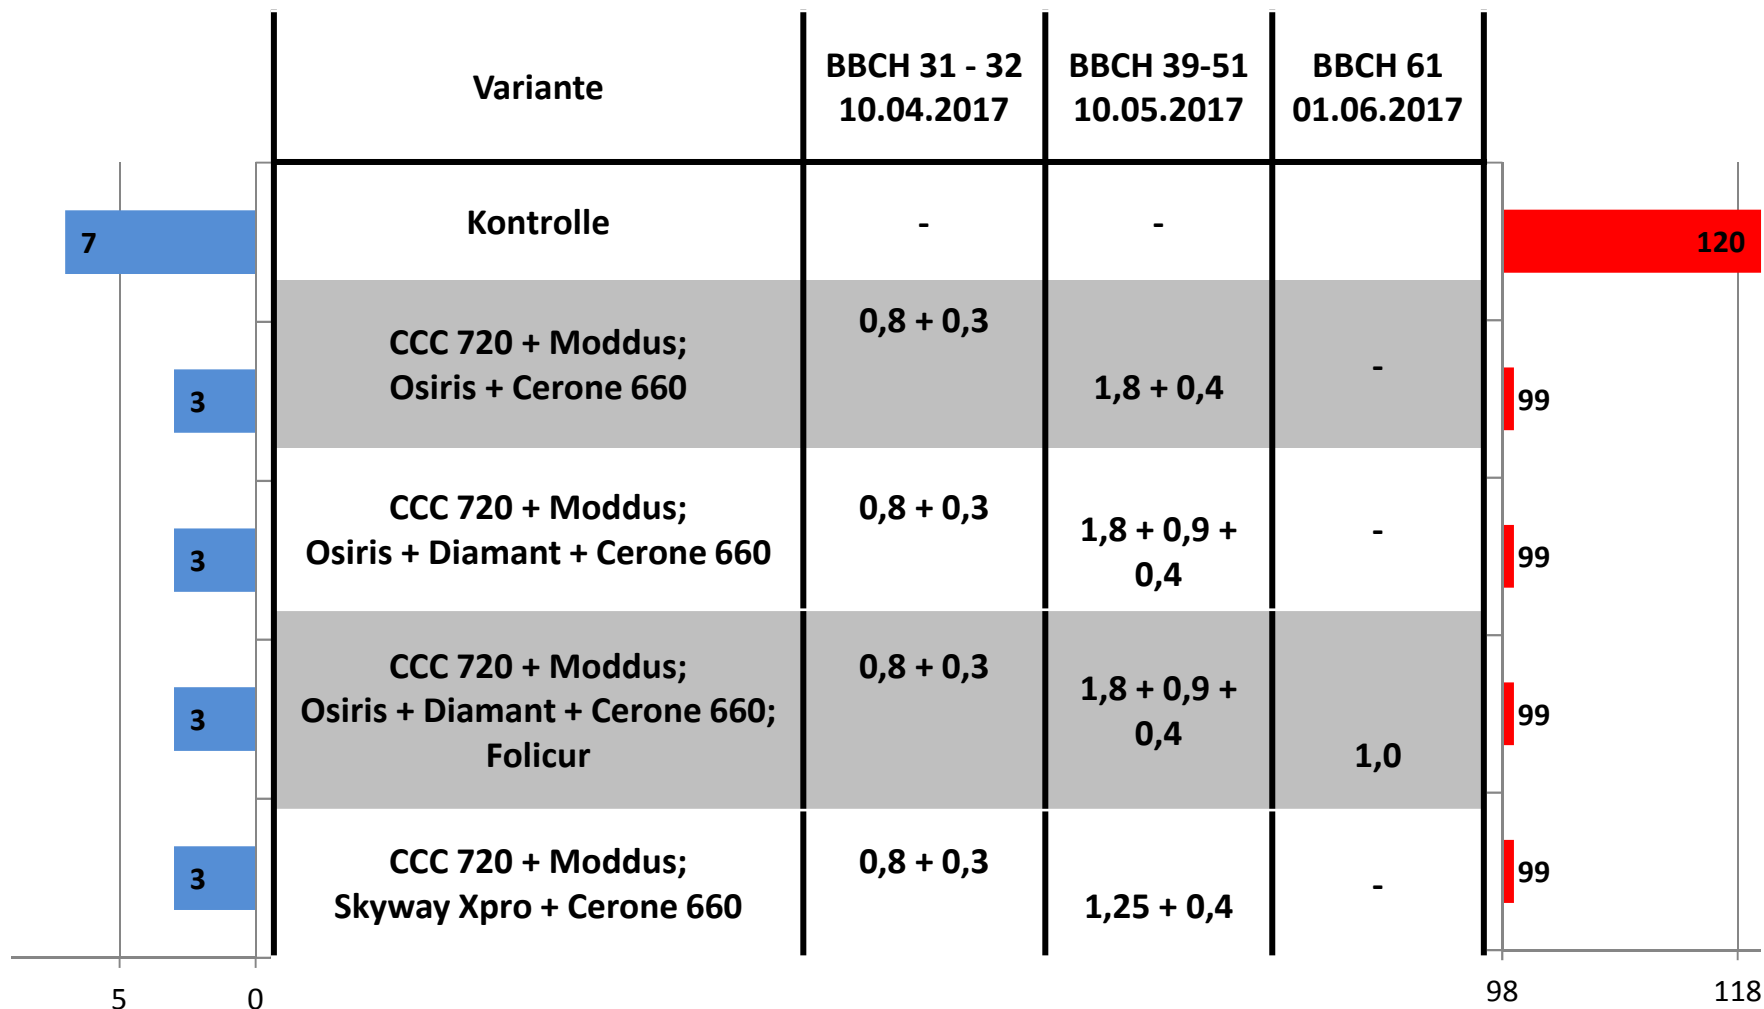 Variante
BBCH 31 - 32
10.04.2017
BBCH 39-51
10.05.2017
BBCH 61
01.06.2017
7
Kontrolle
-
-
120
3
CCC 720 + Moddus;
Osiris + Cerone 660
0,8 + 0,3
1,8 + 0,4
-
99
3
CCC 720 + Moddus;
Osiris + Diamant + Cerone 660
0,8 + 0,3
1,8 + 0,9 +
0,4
-
99
3
CCC 720 + Moddus;
Osiris + Diamant + Cerone 660;
Folicur
0,8 + 0,3
1,8 + 0,9 +
0,4
1,0
99
3
CCC 720 + Moddus;
Skyway Xpro + Cerone 660
0,8 + 0,3
1,25 + 0,4
-
99
5
0
98
118